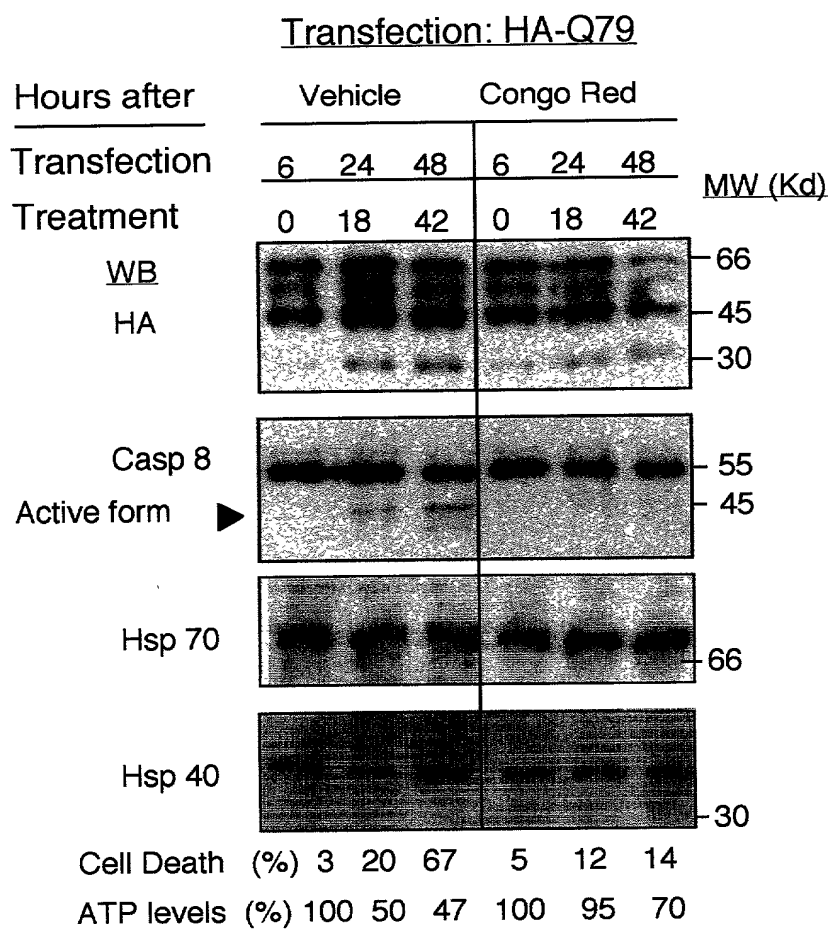 Transfection: HA-Q79
Hours after Vehicle Congo Red
Transfection 6 24 48 6 24 48
MW (Kd)
Treatment 0 18 42 0 18 42
WB
66
HA
45
30
Casp 8
55
Active form
45
Hsp 70
66
Hsp 40
30
Cell Death (%) 3 20 67 5 12 14
ATP levels (%) 100 50 47 100 95 70